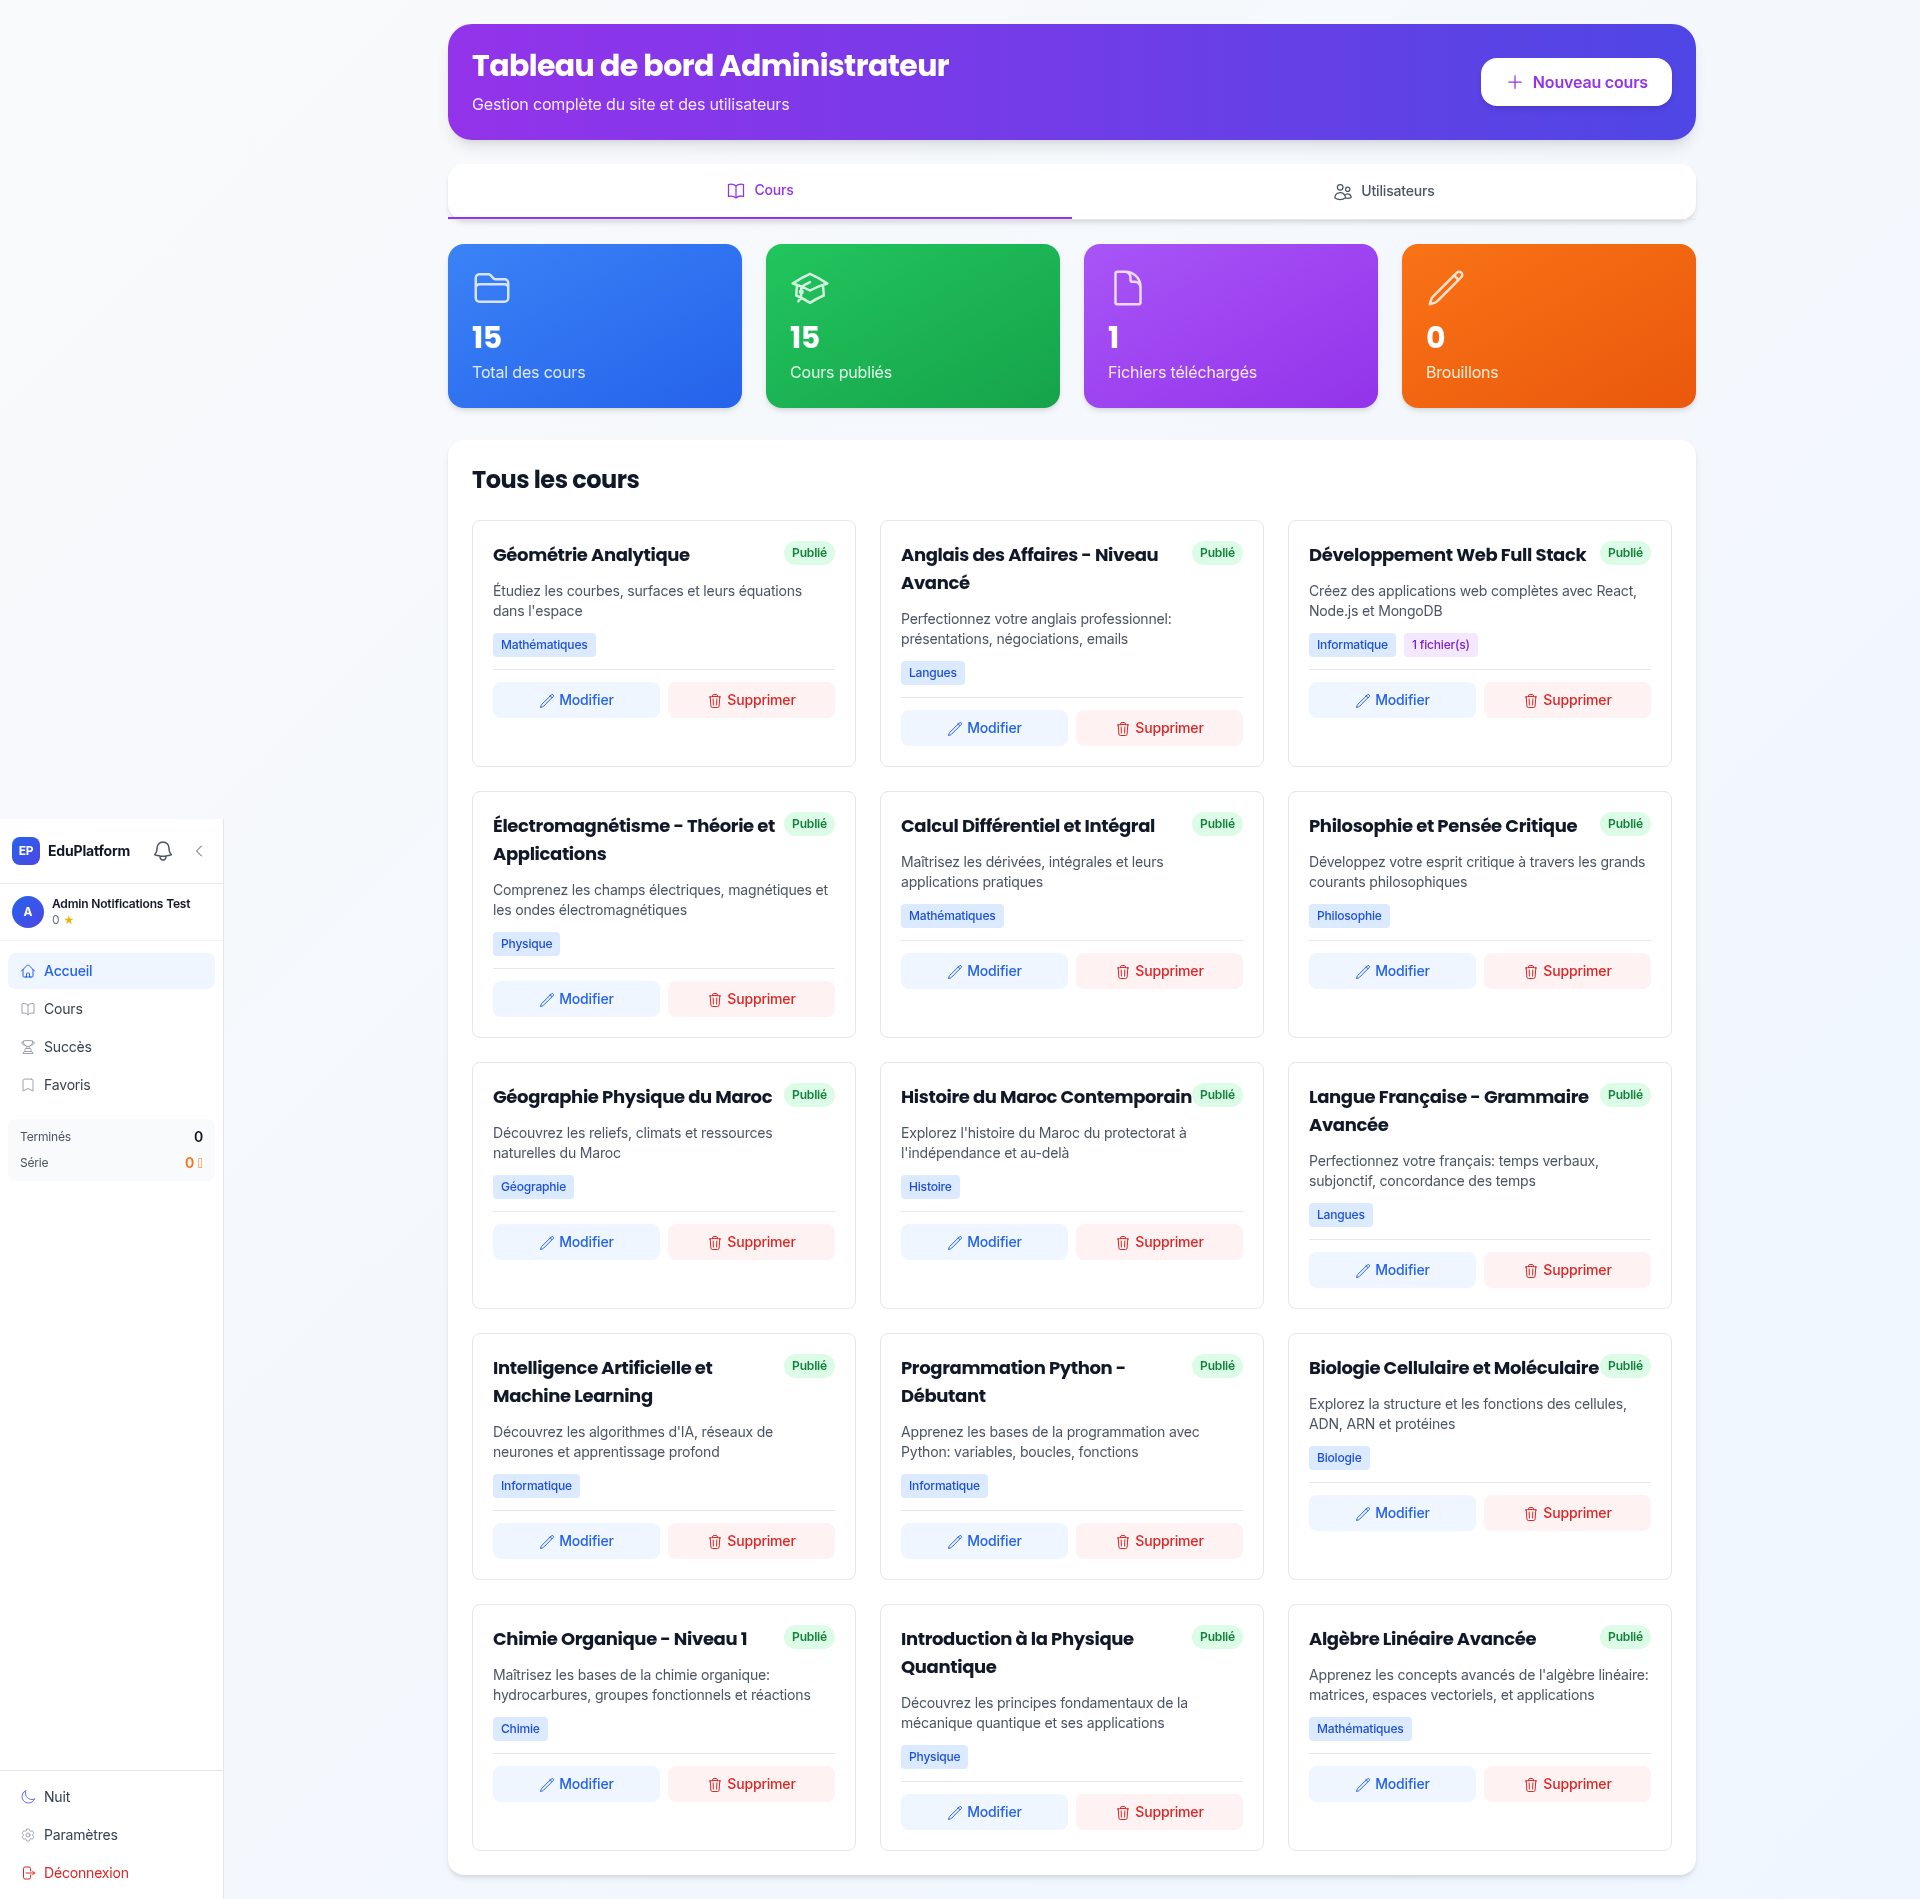 Tableau de bord Administrateur
Gestion complète du site et des utilisateurs
Nouveau cours
Cours
Utilisateurs
15
Total des cours
15
Cours publiés
1
Fichiers téléchargés
0
Brouillons
Tous les cours
Géométrie Analytique
Publié
Étudiez les courbes, surfaces et leurs équations
dans l'espace
Mathématiques
Modifier
Supprimer
Anglais des Affaires - Niveau
Avancé
Publié
Perfectionnez votre anglais professionnel:
présentations, négociations, emails
Langues
Modifier
Supprimer
Développement Web Full Stack
Publié
Créez des applications web complètes avec React,
Node.js et MongoDB
Informatique
1 fichier(s)
Modifier
Supprimer
Électromagnétisme - Théorie et
Applications
Publié
Comprenez les champs électriques, magnétiques et
les ondes électromagnétiques
Physique
Modifier
Supprimer
Calcul Différentiel et Intégral
Publié
Maîtrisez les dérivées, intégrales et leurs
applications pratiques
Mathématiques
Modifier
Supprimer
Philosophie et Pensée Critique
Publié
Développez votre esprit critique à travers les grands
courants philosophiques
Philosophie
Modifier
Supprimer
Géographie Physique du Maroc
Publié
Découvrez les reliefs, climats et ressources
naturelles du Maroc
Géographie
Modifier
Supprimer
Histoire du Maroc Contemporain
Publié
Explorez l'histoire du Maroc du protectorat à
l'indépendance et au-delà
Histoire
Modifier
Supprimer
Langue Française - Grammaire
Avancée
Publié
Perfectionnez votre français: temps verbaux,
subjonctif, concordance des temps
Langues
Modifier
Supprimer
Intelligence Artificielle et
Machine Learning
Publié
Découvrez les algorithmes d'IA, réseaux de
neurones et apprentissage profond
Informatique
Modifier
Supprimer
Programmation Python -
Débutant
Publié
Apprenez les bases de la programmation avec
Python: variables, boucles, fonctions
Informatique
Modifier
Supprimer
Biologie Cellulaire et Moléculaire
Publié
Explorez la structure et les fonctions des cellules,
ADN, ARN et protéines
Biologie
Modifier
Supprimer
Chimie Organique - Niveau 1
Publié
Maîtrisez les bases de la chimie organique:
hydrocarbures, groupes fonctionnels et réactions
Chimie
Modifier
Supprimer
Introduction à la Physique
Quantique
Publié
Découvrez les principes fondamentaux de la
mécanique quantique et ses applications
Physique
Modifier
Supprimer
Algèbre Linéaire Avancée
Publié
Apprenez les concepts avancés de l'algèbre linéaire:
matrices, espaces vectoriels, et applications
Mathématiques
Modifier
Supprimer
EP EduPlatform
A
Admin Notifications Test
0 ★
Accueil
Cours
Succès
Favoris
Terminés 0
Série 0
Nuit
Paramètres
Déconnexion